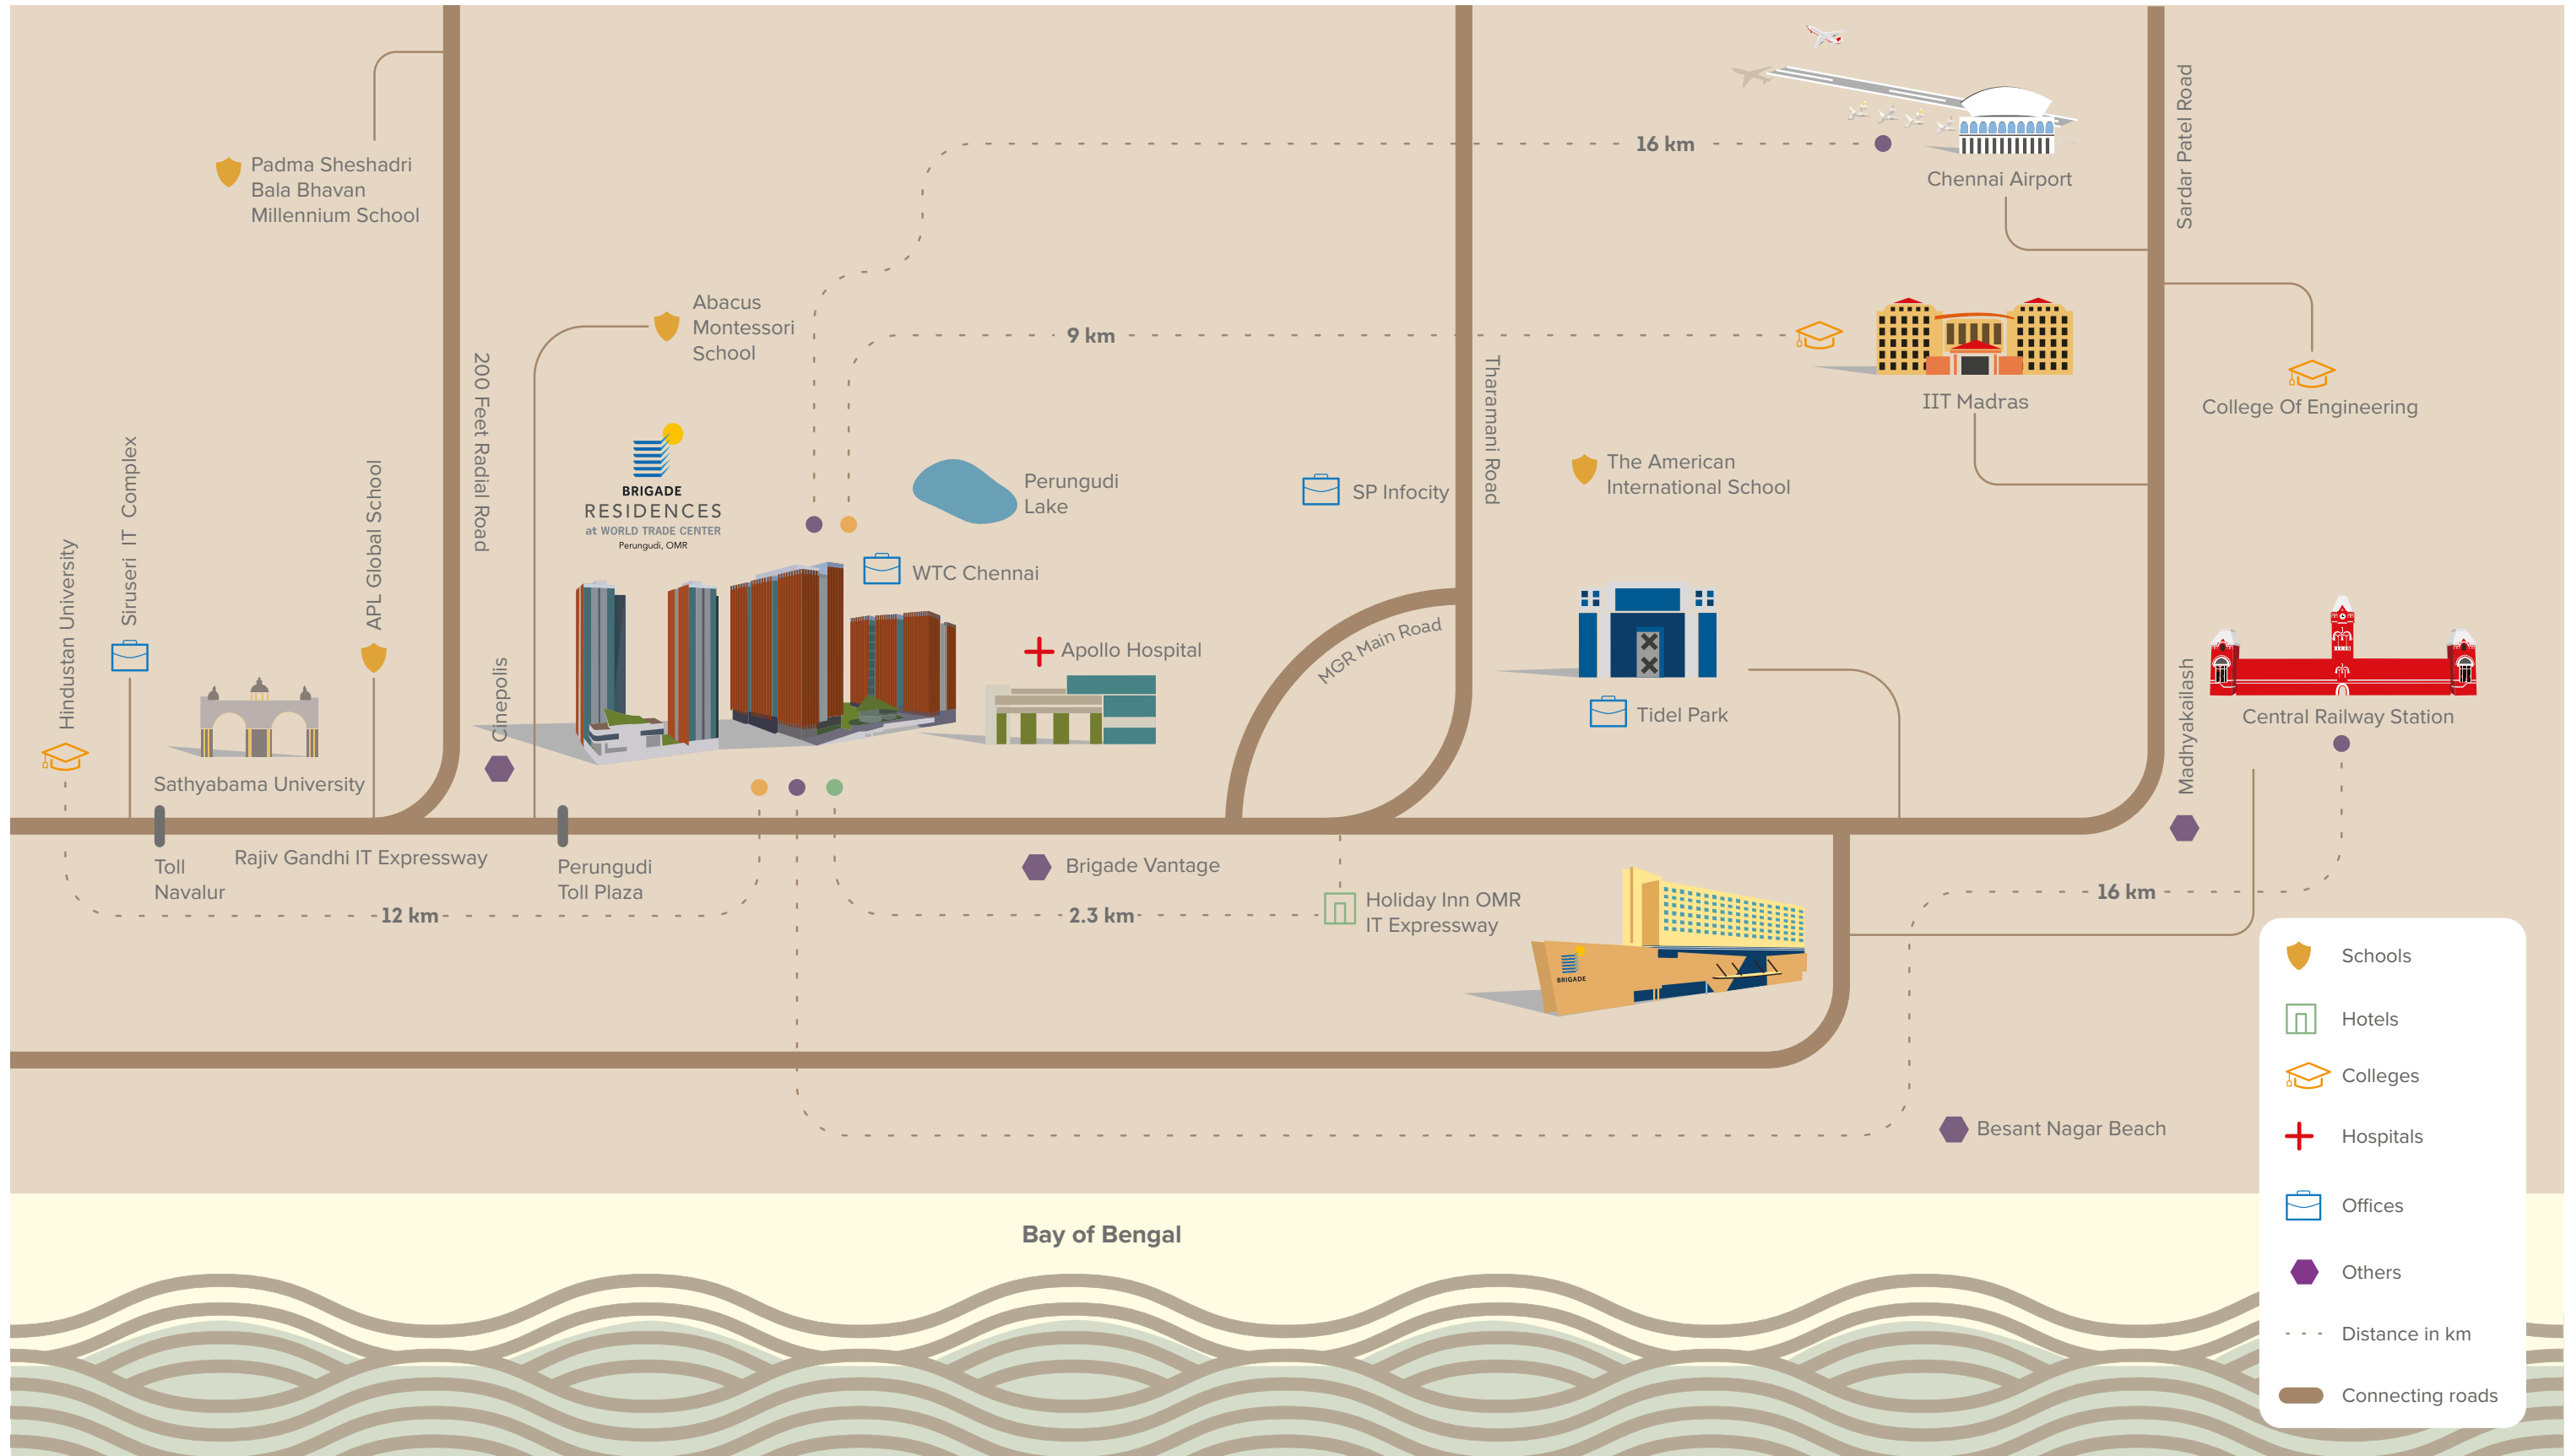 Padma Sheshadri
Bala Bhavan
Millennium School
200 Feet Radial Road
Abacus
Montessori
School
16 km
Chennai Airport
Sardar Patel Road
9 km
IIT Madras
College Of Engineering
Tharamani Road
BRIGADE
RESIDENCES
at WORLD TRADE CENTER
Perungudi, OMR
Perungudi
Lake
SP Infocity
The American
International School
WTC Chennai
Hindustan University
Siruseri IT Complex
APL Global School
Sathyabama University
Cinepolis
Apollo Hospital
MGR Main Road
Tidel Park
Madhyakailash
Central Railway Station
Toll
Navalur
Rajiv Gandhi IT Expressway
Perungudi
Toll Plaza
12 km
Brigade Vantage
2.3 km
Holiday Inn OMR
IT Expressway
BRIGADE
16 km
Besant Nagar Beach
Bay of Bengal
Schools
Hotels
Colleges
Hospitals
Offices
Others
Distance in km
Connecting roads